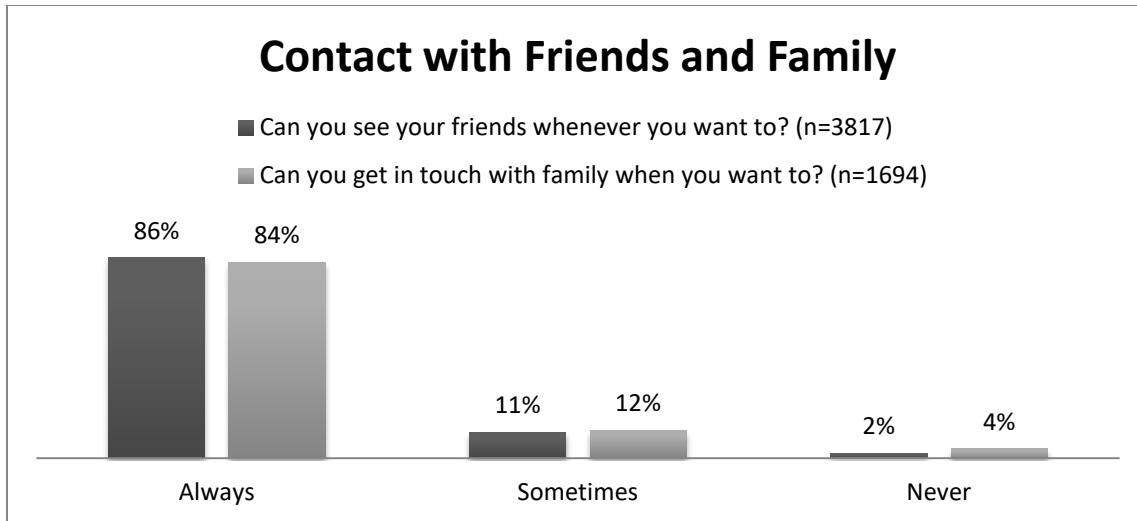 Contact with Friends and Family
Can you see your friends whenever you want to? (n=3817)
Can you get in touch with family when you want to? (n=1694)
86%
84%
11%
12%
2%
4%
Always
Sometimes
Never